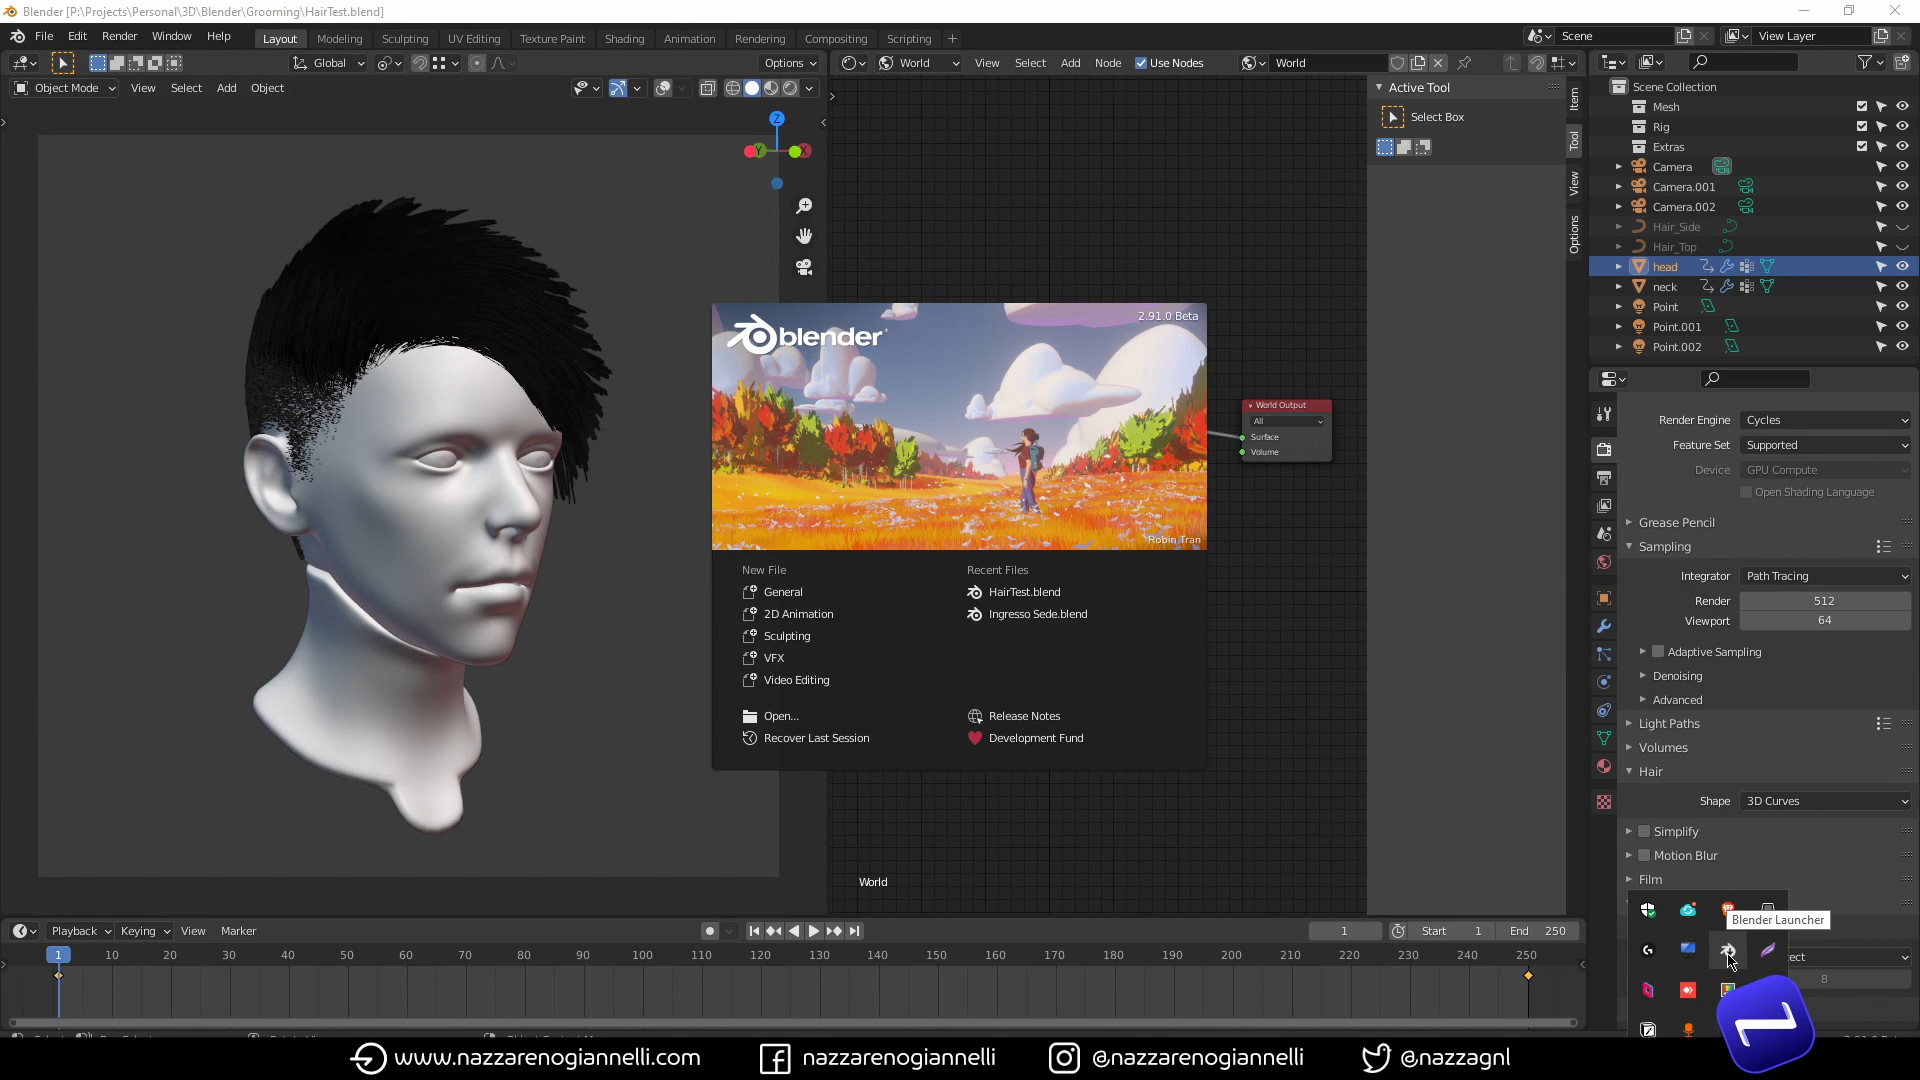 Blender [P:\Projects\Personal\3D\Blender\Grooming\HairTest.blend]
File Edit Render Window Help
Layout Modeling Sculpting UV Editing Texture Paint Shading Animation Rendering Compositing Scripting +
Scene
View Layer
Global
Options
World View Select Add Node Use Nodes World
Object Mode View Select Add Object
Active Tool
Select Box
Item
Tool
View
Options
Z
Y
X
Scene Collection
Mesh
Rig
Extras
Camera
Camera.001
Camera.002
Hair_Side
Hair_Top
head
neck
Point
Point.001
Point.002
blender
2.91.0 Beta
Robin Tran
New File
General
2D Animation
Sculpting
VFX
Video Editing
Open...
Recover Last Session
Recent Files
HairTest.blend
Ingresso Sede.blend
Release Notes
Development Fund
World Output
All
Surface
Volume
World
Render Engine Cycles
Feature Set Supported
Device GPU Compute
Open Shading Language
Grease Pencil
Sampling
Integrator Path Tracing
Render 512
Viewport 64
Adaptive Sampling
Denoising
Advanced
Light Paths
Volumes
Hair
Shape 3D Curves
Simplify
Motion Blur
Film
Blender Launcher
ect
8
Playback Keying View Marker
1 Start 1 End 250
1 10 20 30 40 50 60 70 80 90 100 110 120 130 140 150 160 170 180 190 200 210 220 230 240 250
www.nazzarenogiannelli.com nazzarenogiannelli @nazzarenogiannelli @nazzagnl